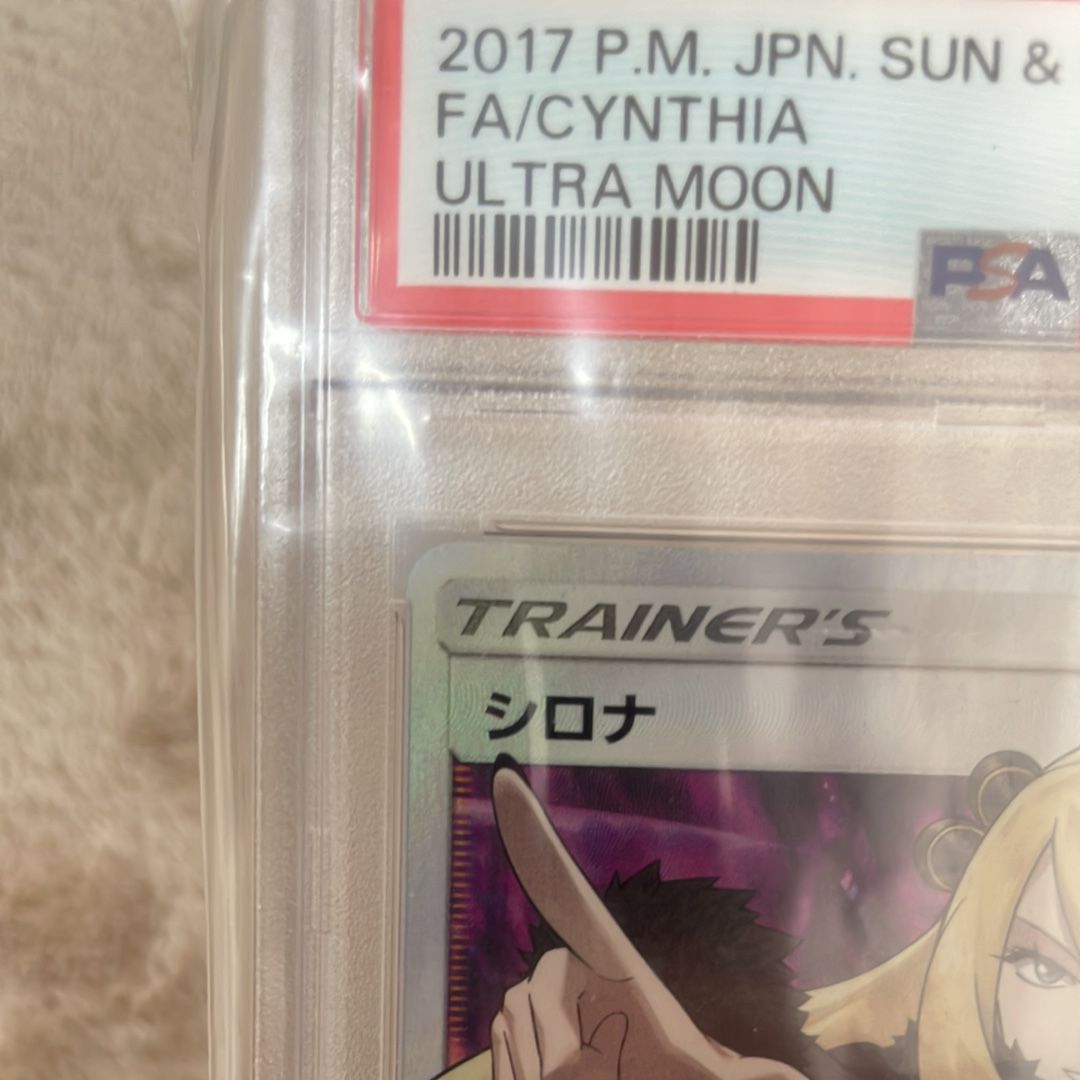 2017 P.M. JPN. SUN &
FA/CYNTHIA
ULTRA MOON
PSA
TRAINER'S
シロナ